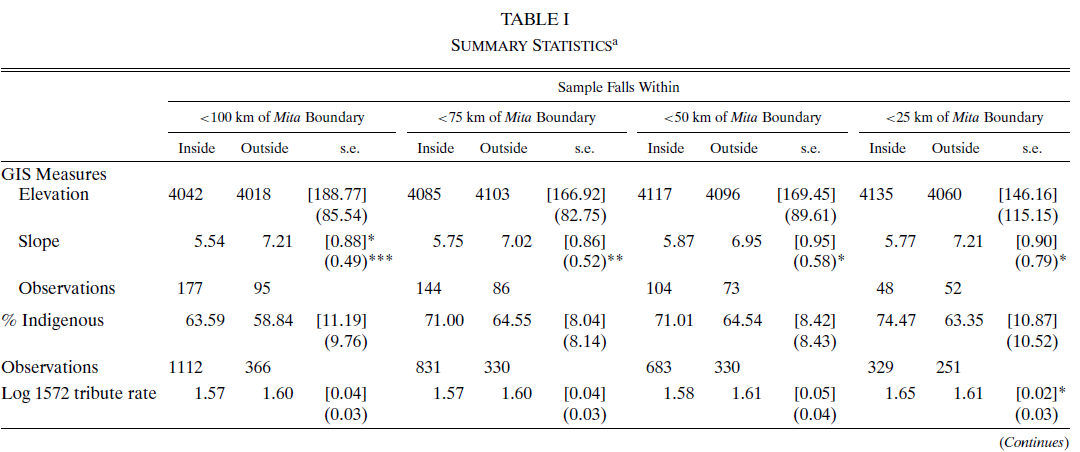 TABLE I
SUMMARY STATISTICSa
Sample Falls Within
<100 km of Mita Boundary <75 km of Mita Boundary <50 km of Mita Boundary <25 km of Mita Boundary
Inside Outside s.e. Inside Outside s.e. Inside Outside s.e. Inside Outside s.e.
GIS Measures
Elevation 4042 4018 [188.77] 4085 4103 [166.92] 4117 4096 [169.45] 4135 4060 [146.16]
(85.54) (82.75) (89.61) (115.15)
Slope 5.54 7.21 [0.88]* 5.75 7.02 [0.86] 5.87 6.95 [0.95] 5.77 7.21 [0.90]
(0.49)*** (0.52)** (0.58)* (0.79)*
Observations 177 95 144 86 104 73 48 52
% Indigenous 63.59 58.84 [11.19] 71.00 64.55 [8.04] 71.01 64.54 [8.42] 74.47 63.35 [10.87]
(9.76) (8.14) (8.43) (10.52)
Observations 1112 366 831 330 683 330 329 251
Log 1572 tribute rate 1.57 1.60 [0.04] 1.57 1.60 [0.04] 1.58 1.61 [0.05] 1.65 1.61 [0.02]*
(0.03) (0.03) (0.04) (0.03)
(Continues)